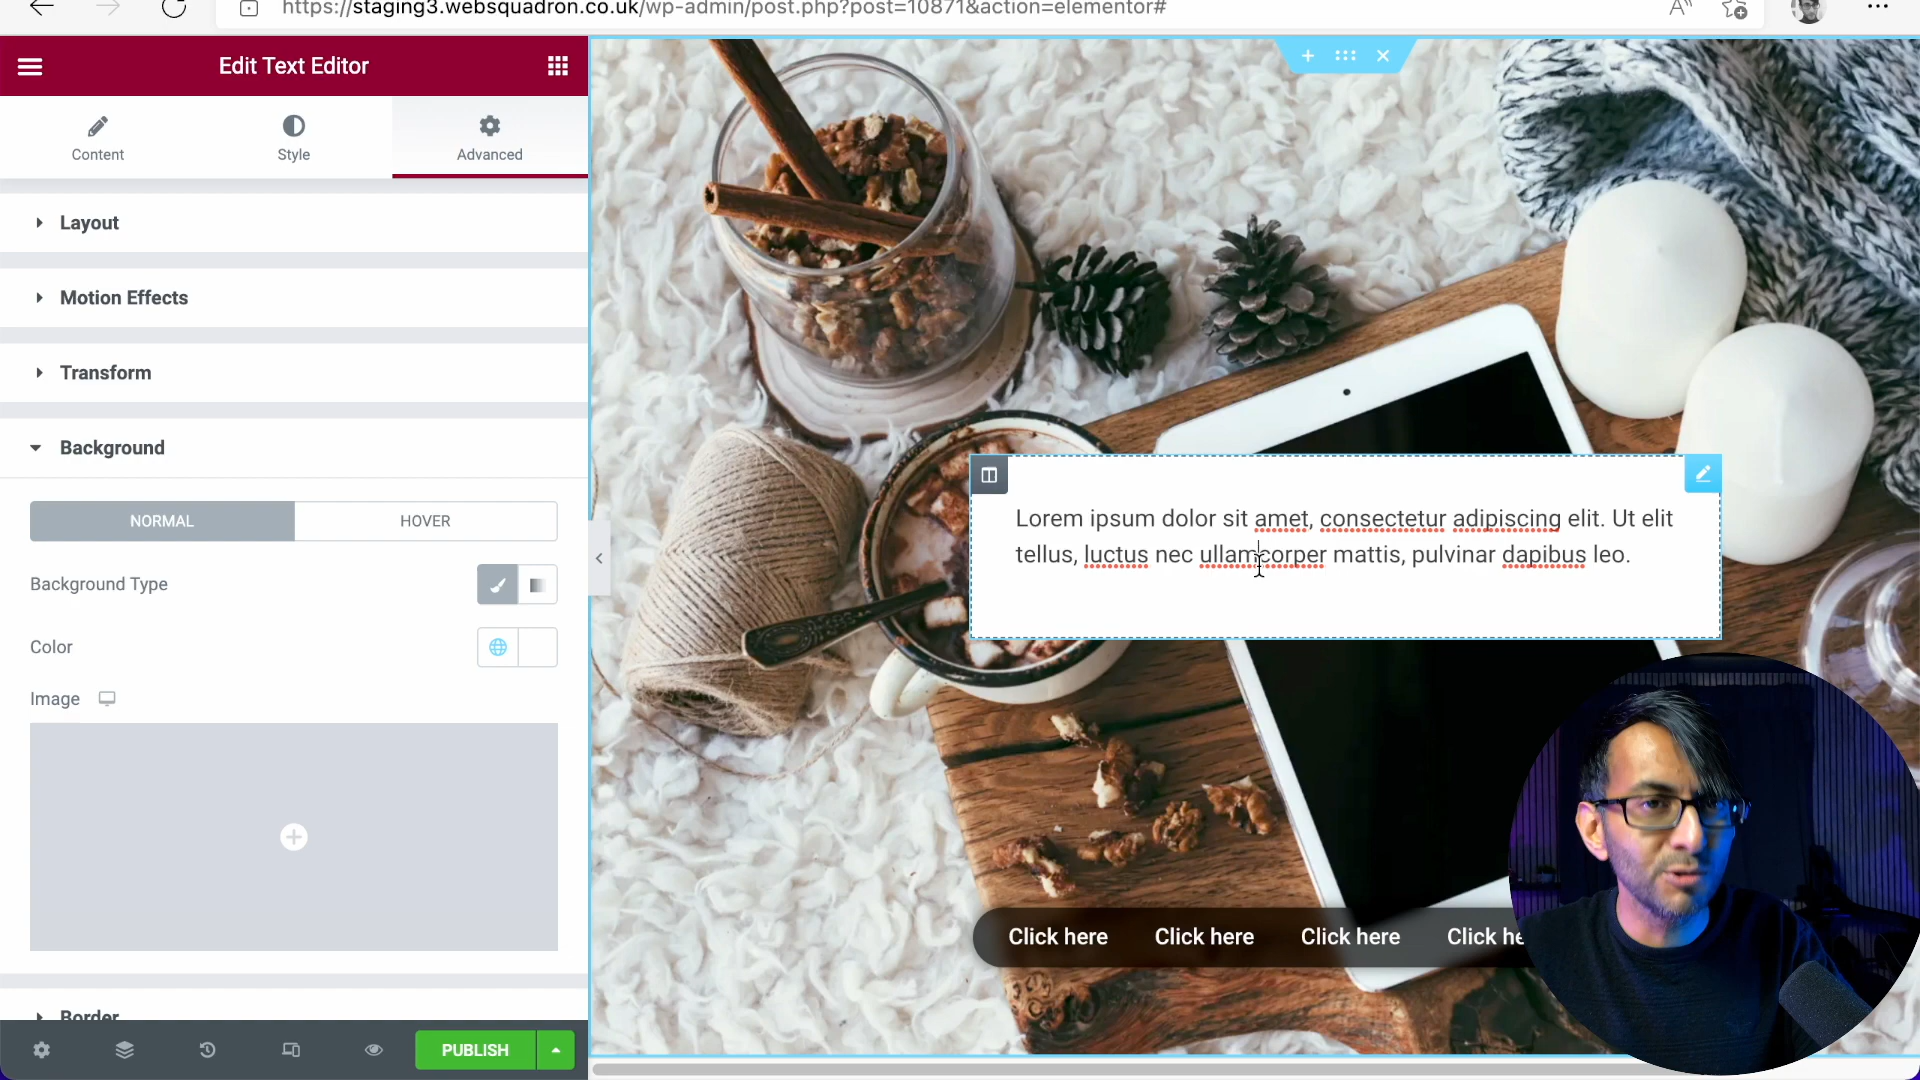 https://staging3.websquadron.co.uk/wp-admin/post.php?post=10871&action=elementor#
Edit Text Editor
Content
Style
Advanced
Layout
Motion Effects
Transform
Background
NORMAL
HOVER
Background Type
Color
Image
Border
PUBLISH
Lorem ipsum dolor sit amet, consectetur adipiscing elit. Ut elit
tellus, luctus nec ullamcorper mattis, pulvinar dapibus leo.
Click here Click here Click here Click he